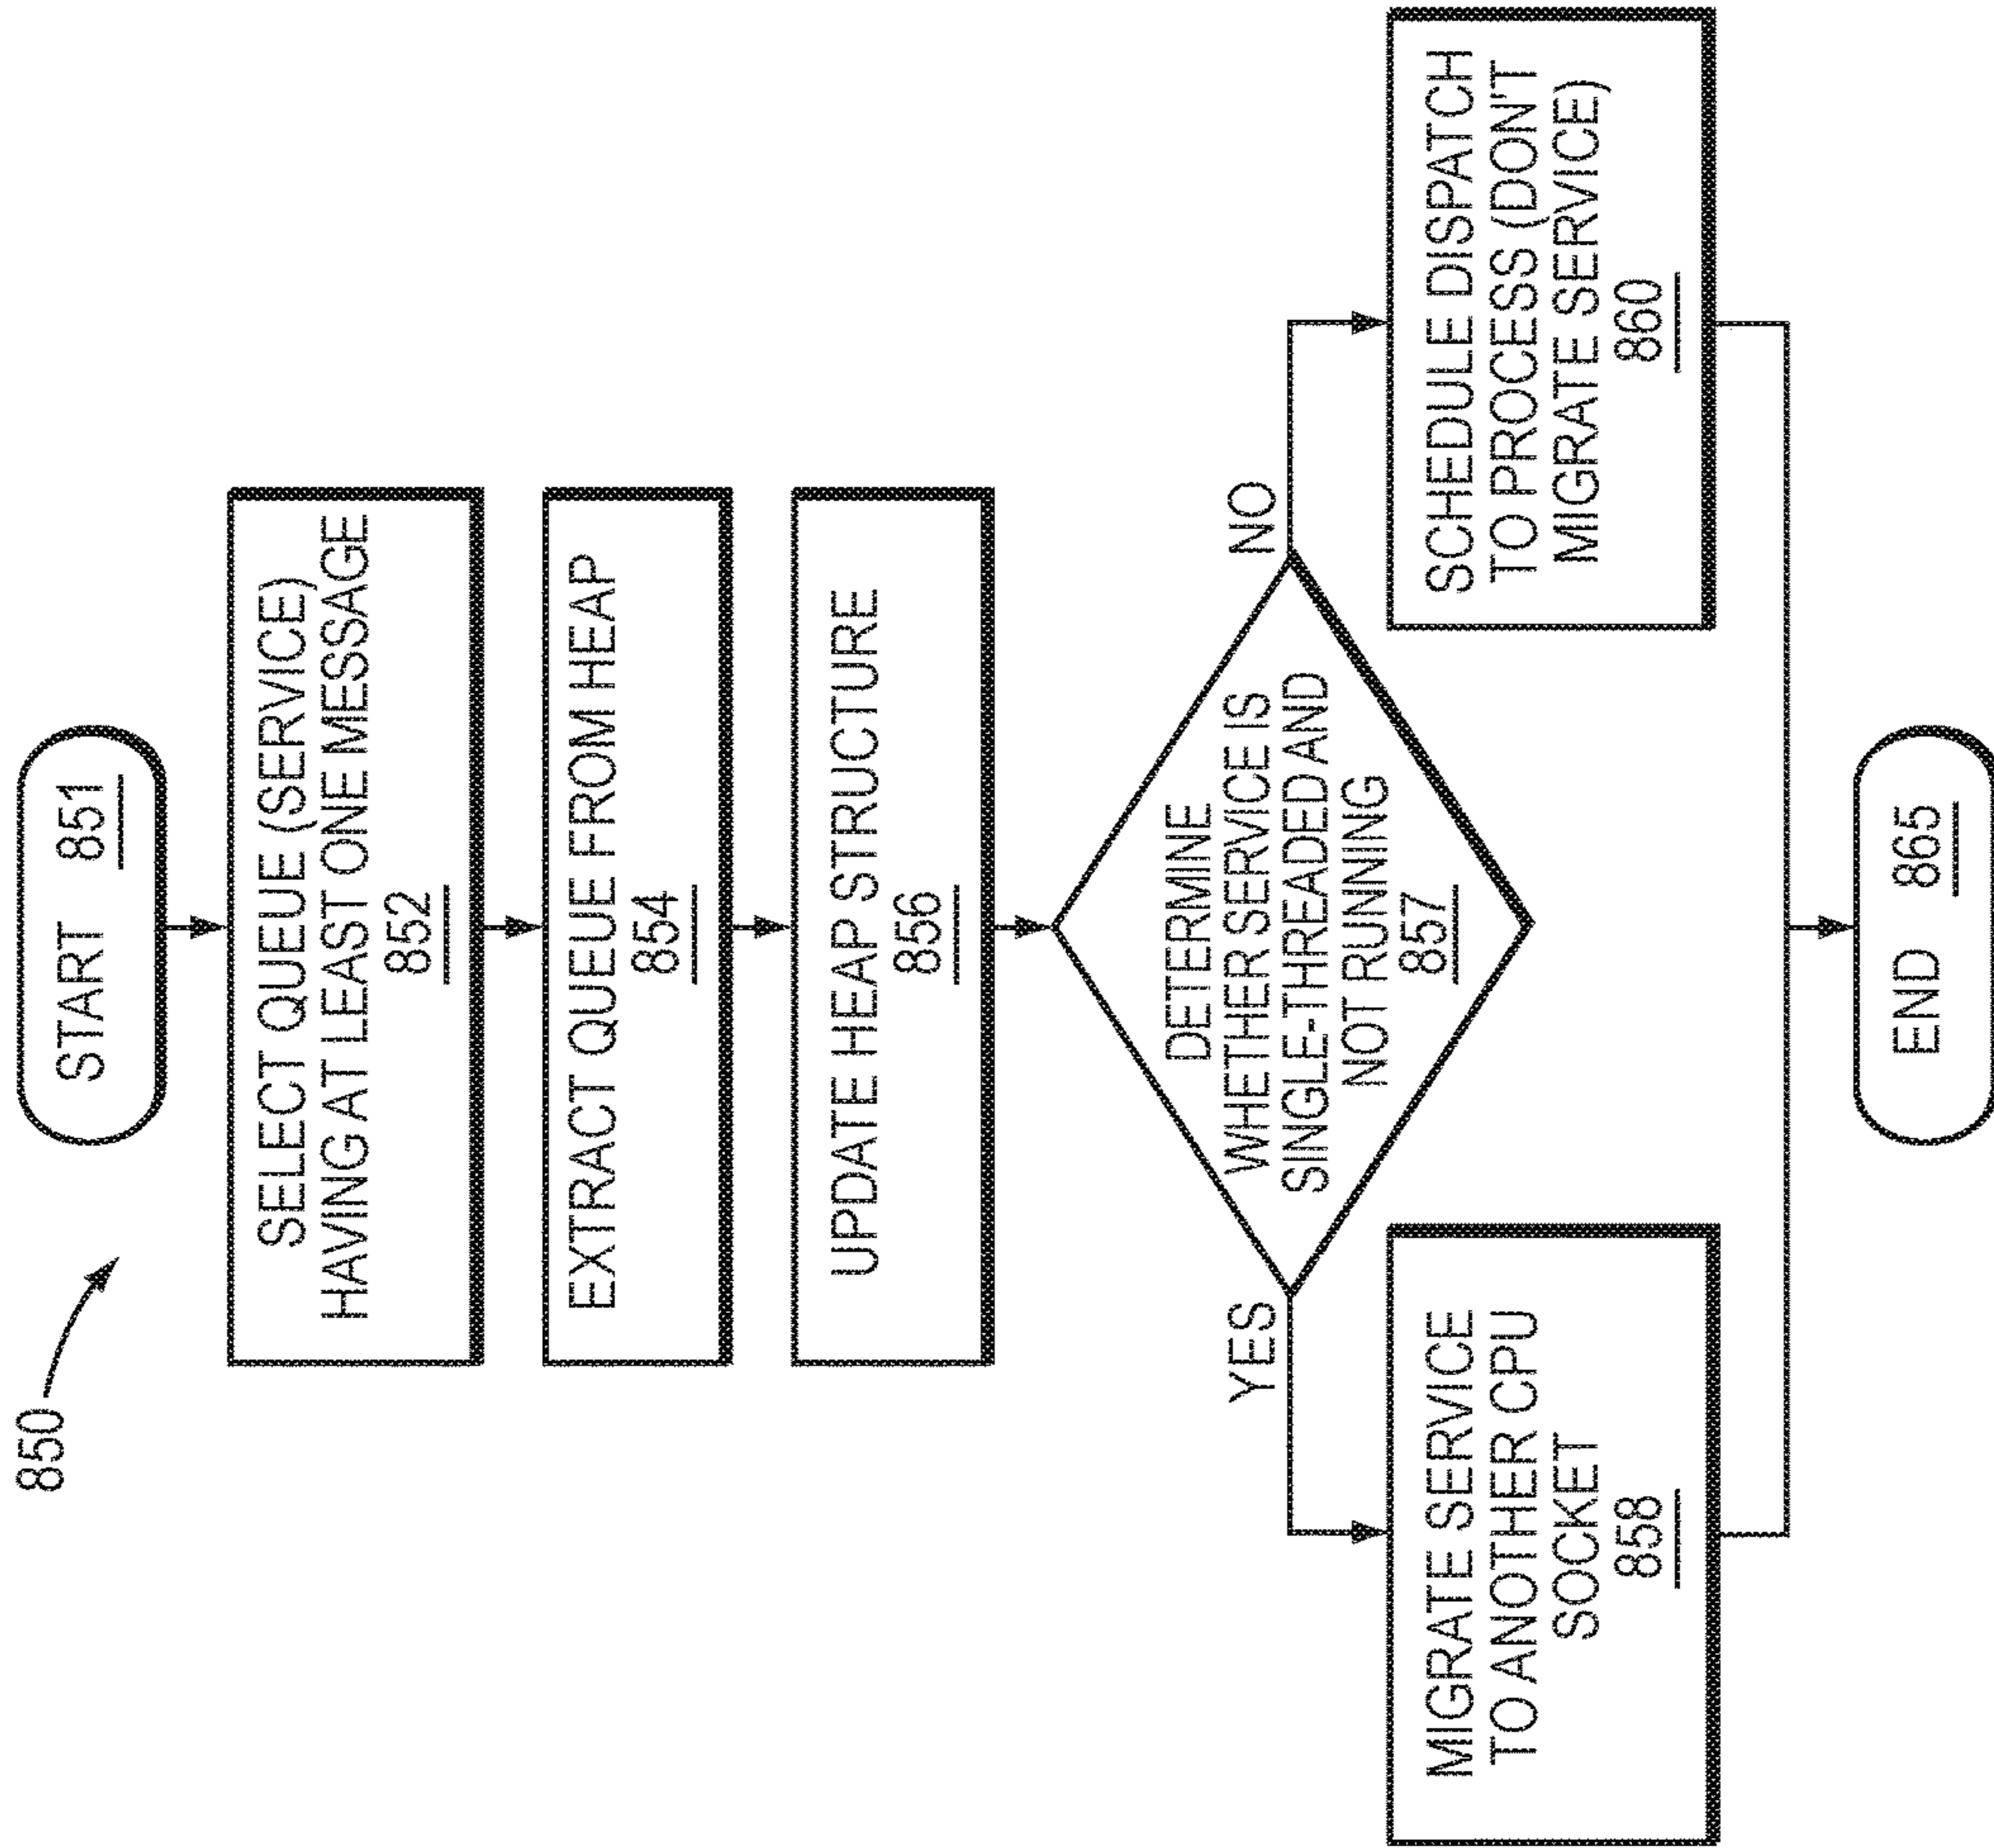 850
START 851
SELECT QUEUE (SERVICE)
HAVING AT LEAST ONE MESSAGE
852
EXTRACT QUEUE FROM HEAP
854
UPDATE HEAP STRUCTURE
856
DETERMINE
WHETHER SERVICE IS
SINGLE-THREADED AND
NOT RUNNING
857
YES
NO
MIGRATE SERVICE
TO ANOTHER CPU
SOCKET
858
SCHEDULE DISPATCH
TO PROCESS (DON'T
MIGRATE SERVICE)
860
END 865